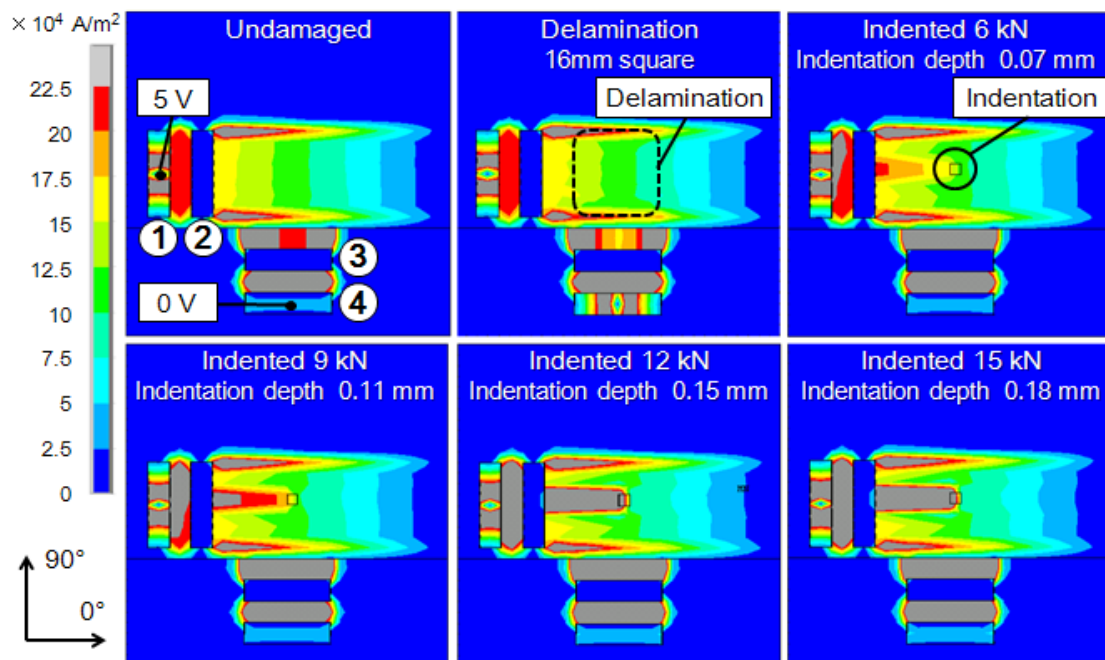 × 10⁴ A/m²
22.5
20
17.5
15
12.5
10
7.5
5
2.5
0
90°
0°
Undamaged
5 V
1 2
3
0 V
4
Delamination
16mm square
Delamination
Indented 6 kN
Indentation depth 0.07 mm
Indentation
Indented 9 kN
Indentation depth 0.11 mm
Indented 12 kN
Indentation depth 0.15 mm
Indented 15 kN
Indentation depth 0.18 mm